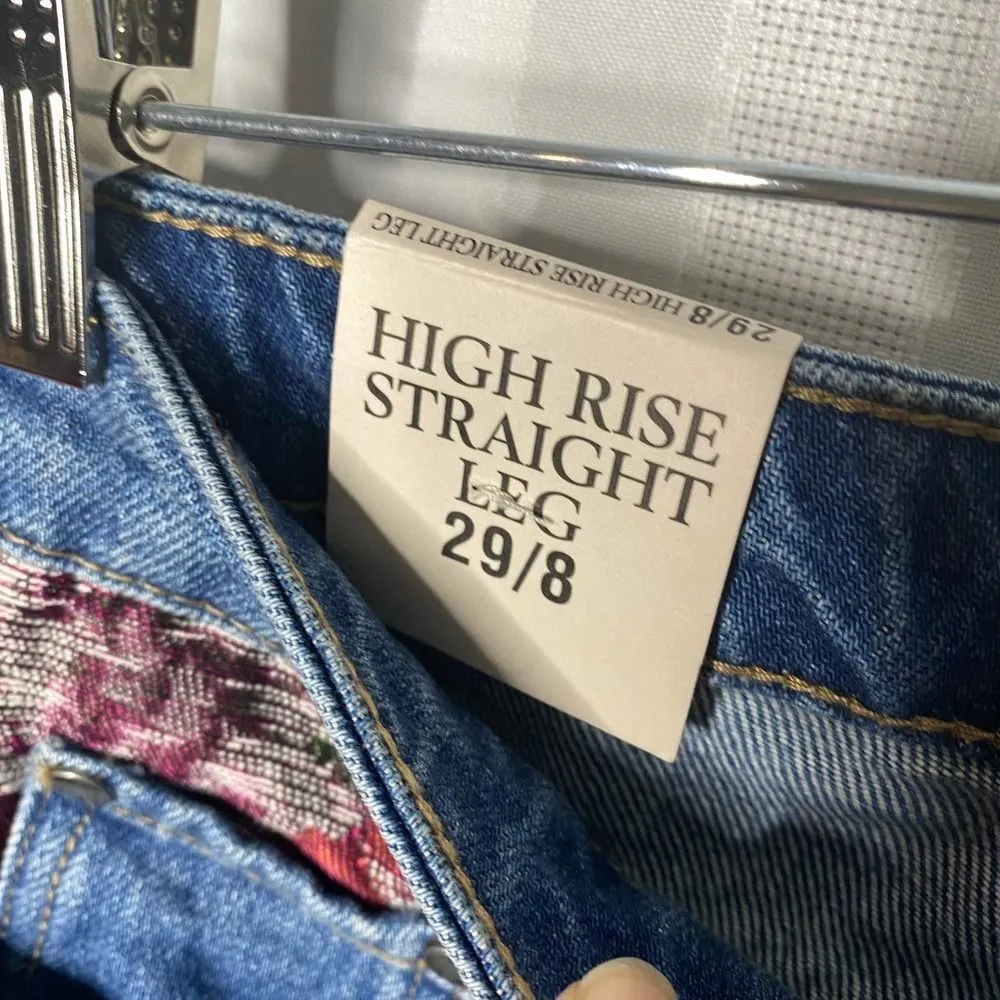 29/8 HIGH RISE STRAIGHT LEG
HIGH RISE
STRAIGHT
LEG
29/8